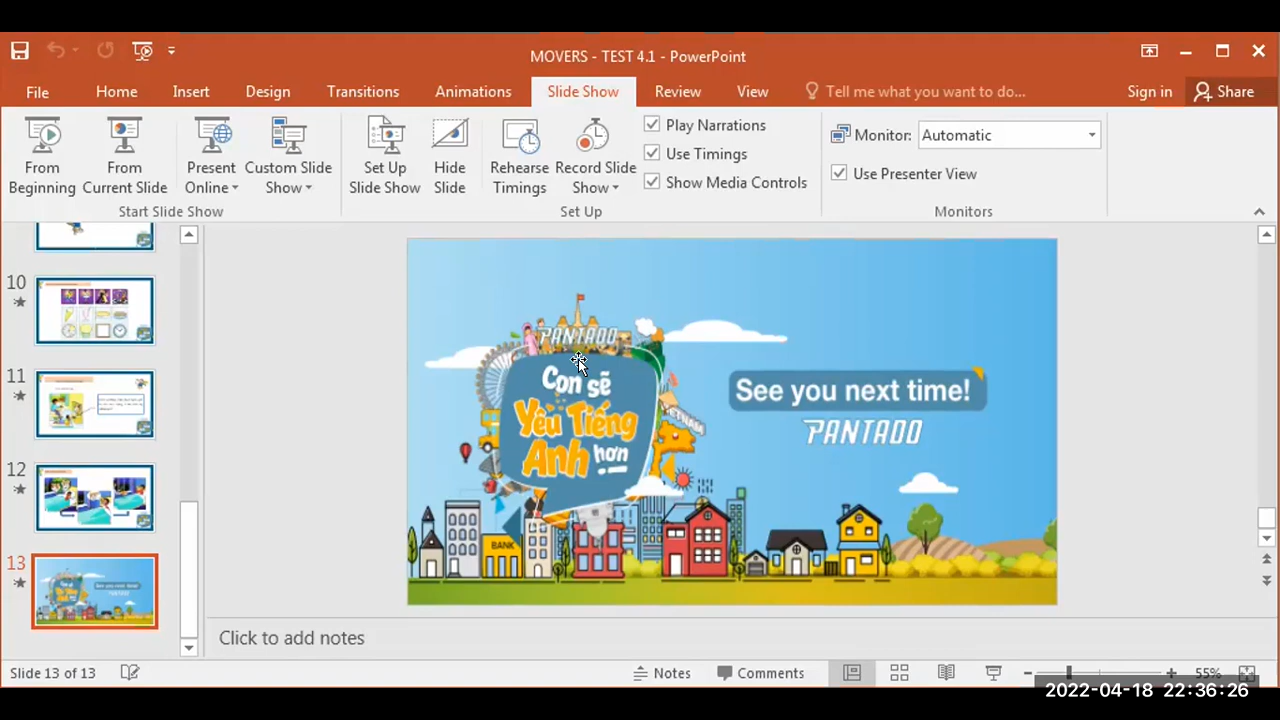 MOVERS - TEST 4.1 - PowerPoint
File Home Insert Design Transitions Animations Slide Show Review View Tell me what you want to do... Sign in Share
From Beginning
From Current Slide
Present Online
Custom Slide Show
Start Slide Show
Set Up Slide Show
Hide Slide
Rehearse Timings
Record Slide Show
Play Narrations
Use Timings
Show Media Controls
Set Up
Monitor: Automatic
Use Presenter View
Monitors
10
11
12
13
PANTADO
Con sẽ
Yêu Tiếng
Anh hơn
VIETNAM
BANK
See you next time!
PANTADO
Click to add notes
Slide 13 of 13
Notes
Comments
55%
2022-04-18 22:36:26